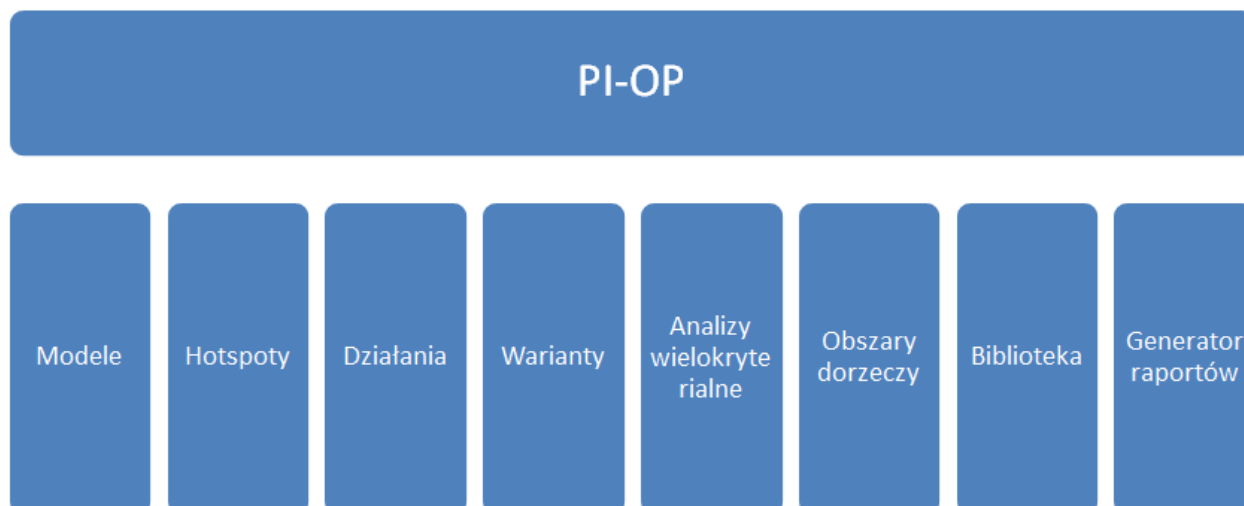 PI-OP
Modele
Hotspoty
Działania
Warianty
Analizy
wielokryte
rialne
Obszary
dorzeczy
Biblioteka
Generator
raportów